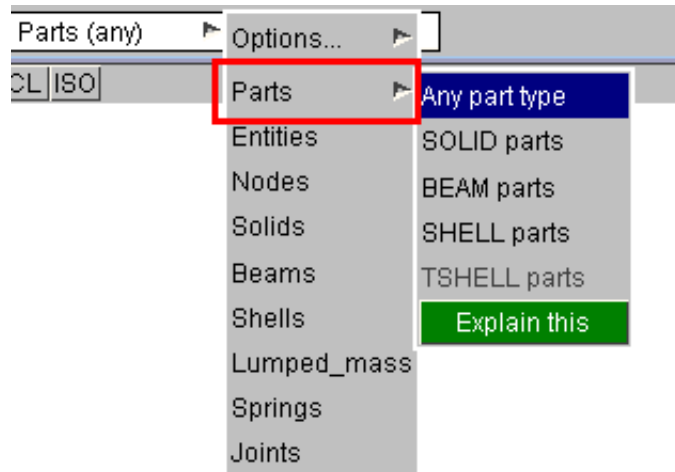 Parts (any)
Options...
CL ISO
Parts
Any part type
Entities
SOLID parts
Nodes
BEAM parts
Solids
SHELL parts
Beams
TSHELL parts
Shells
Explain this
Lumped_mass
Springs
Joints